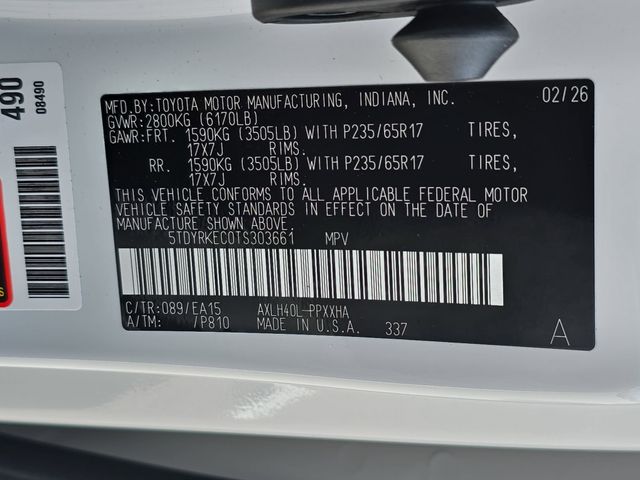 490
08490
MFD.BY:TOYOTA MOTOR MANUFACTURING, INDIANA, INC. 02/26
GVWR:2800KG (6170LB)
GAWR:FRT. 1590KG (3505LB) WITH P235/65R17 TIRES,
17X7J RIMS.
RR. 1590KG (3505LB) WITH P235/65R17 TIRES,
17X7J RIMS.
THIS VEHICLE CONFORMS TO ALL APPLICABLE FEDERAL MOTOR
VEHICLE SAFETY STANDARDS IN EFFECT ON THE DATE OF
MANUFACTURE SHOWN ABOVE.
5TDYRKEC0TS303661 MPV
C/TR:089/EA15 AXLH40L-PPXXHA
A/TM: /P810 MADE IN U.S.A. 337 A